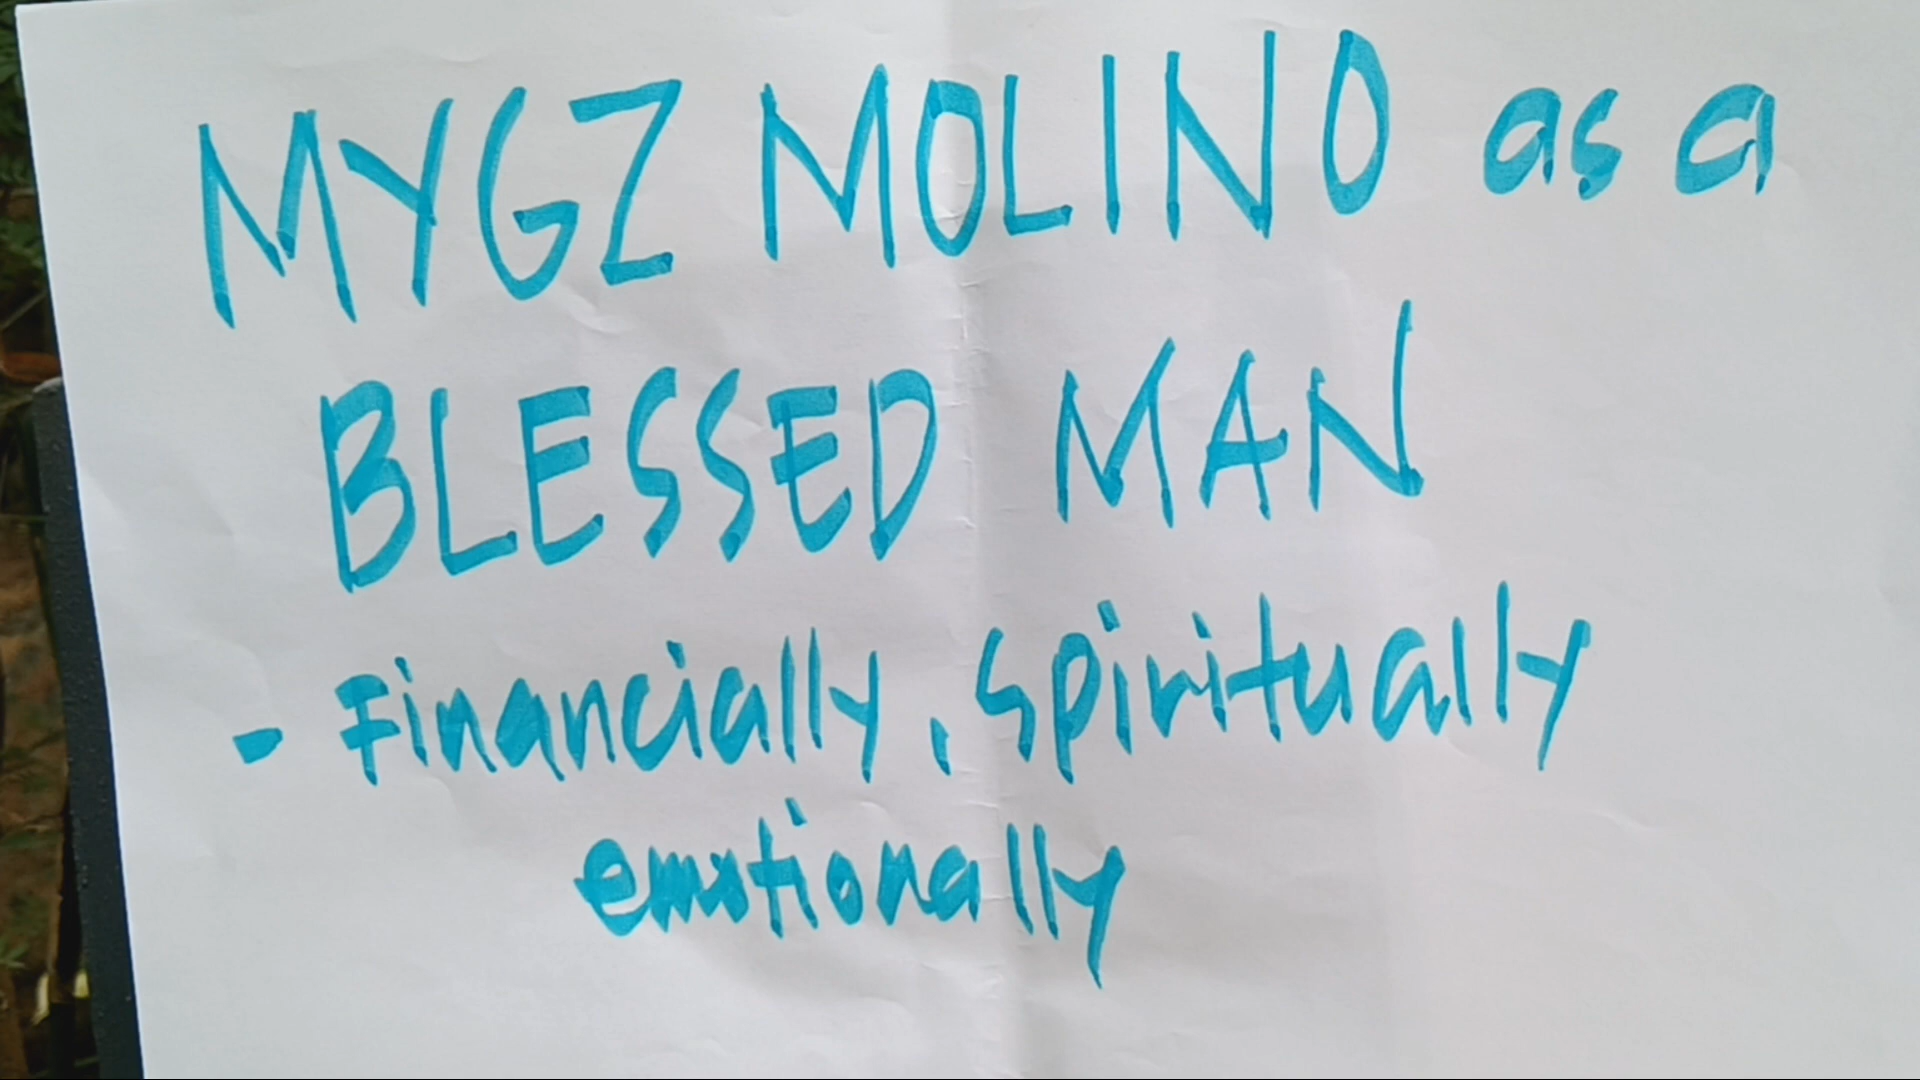 MYGZ MOLINO as a
BLESSED MAN
- Financially, Spiritually
emotionally